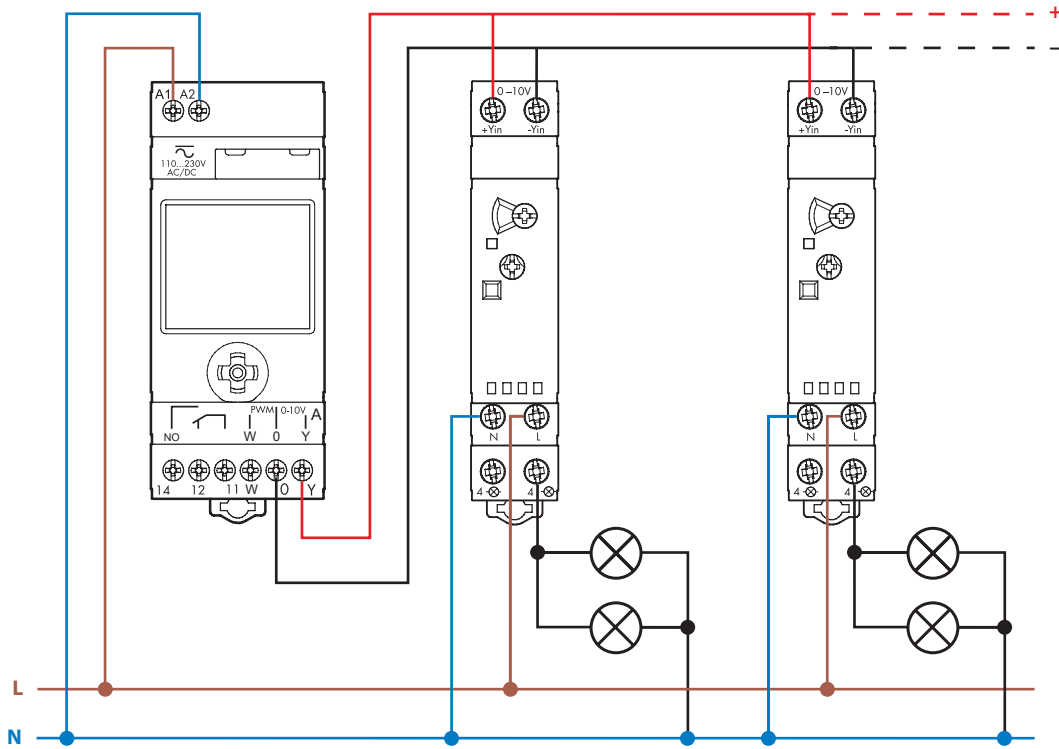 +
–
A1 A2
110...230V
AC/DC
PWM 0-10V A
NO W 0 Y
14 12 11 W 0 Y
0–10V
+Yin -Yin
N L
4 4
0–10V
+Yin -Yin
N L
4 4
L
N